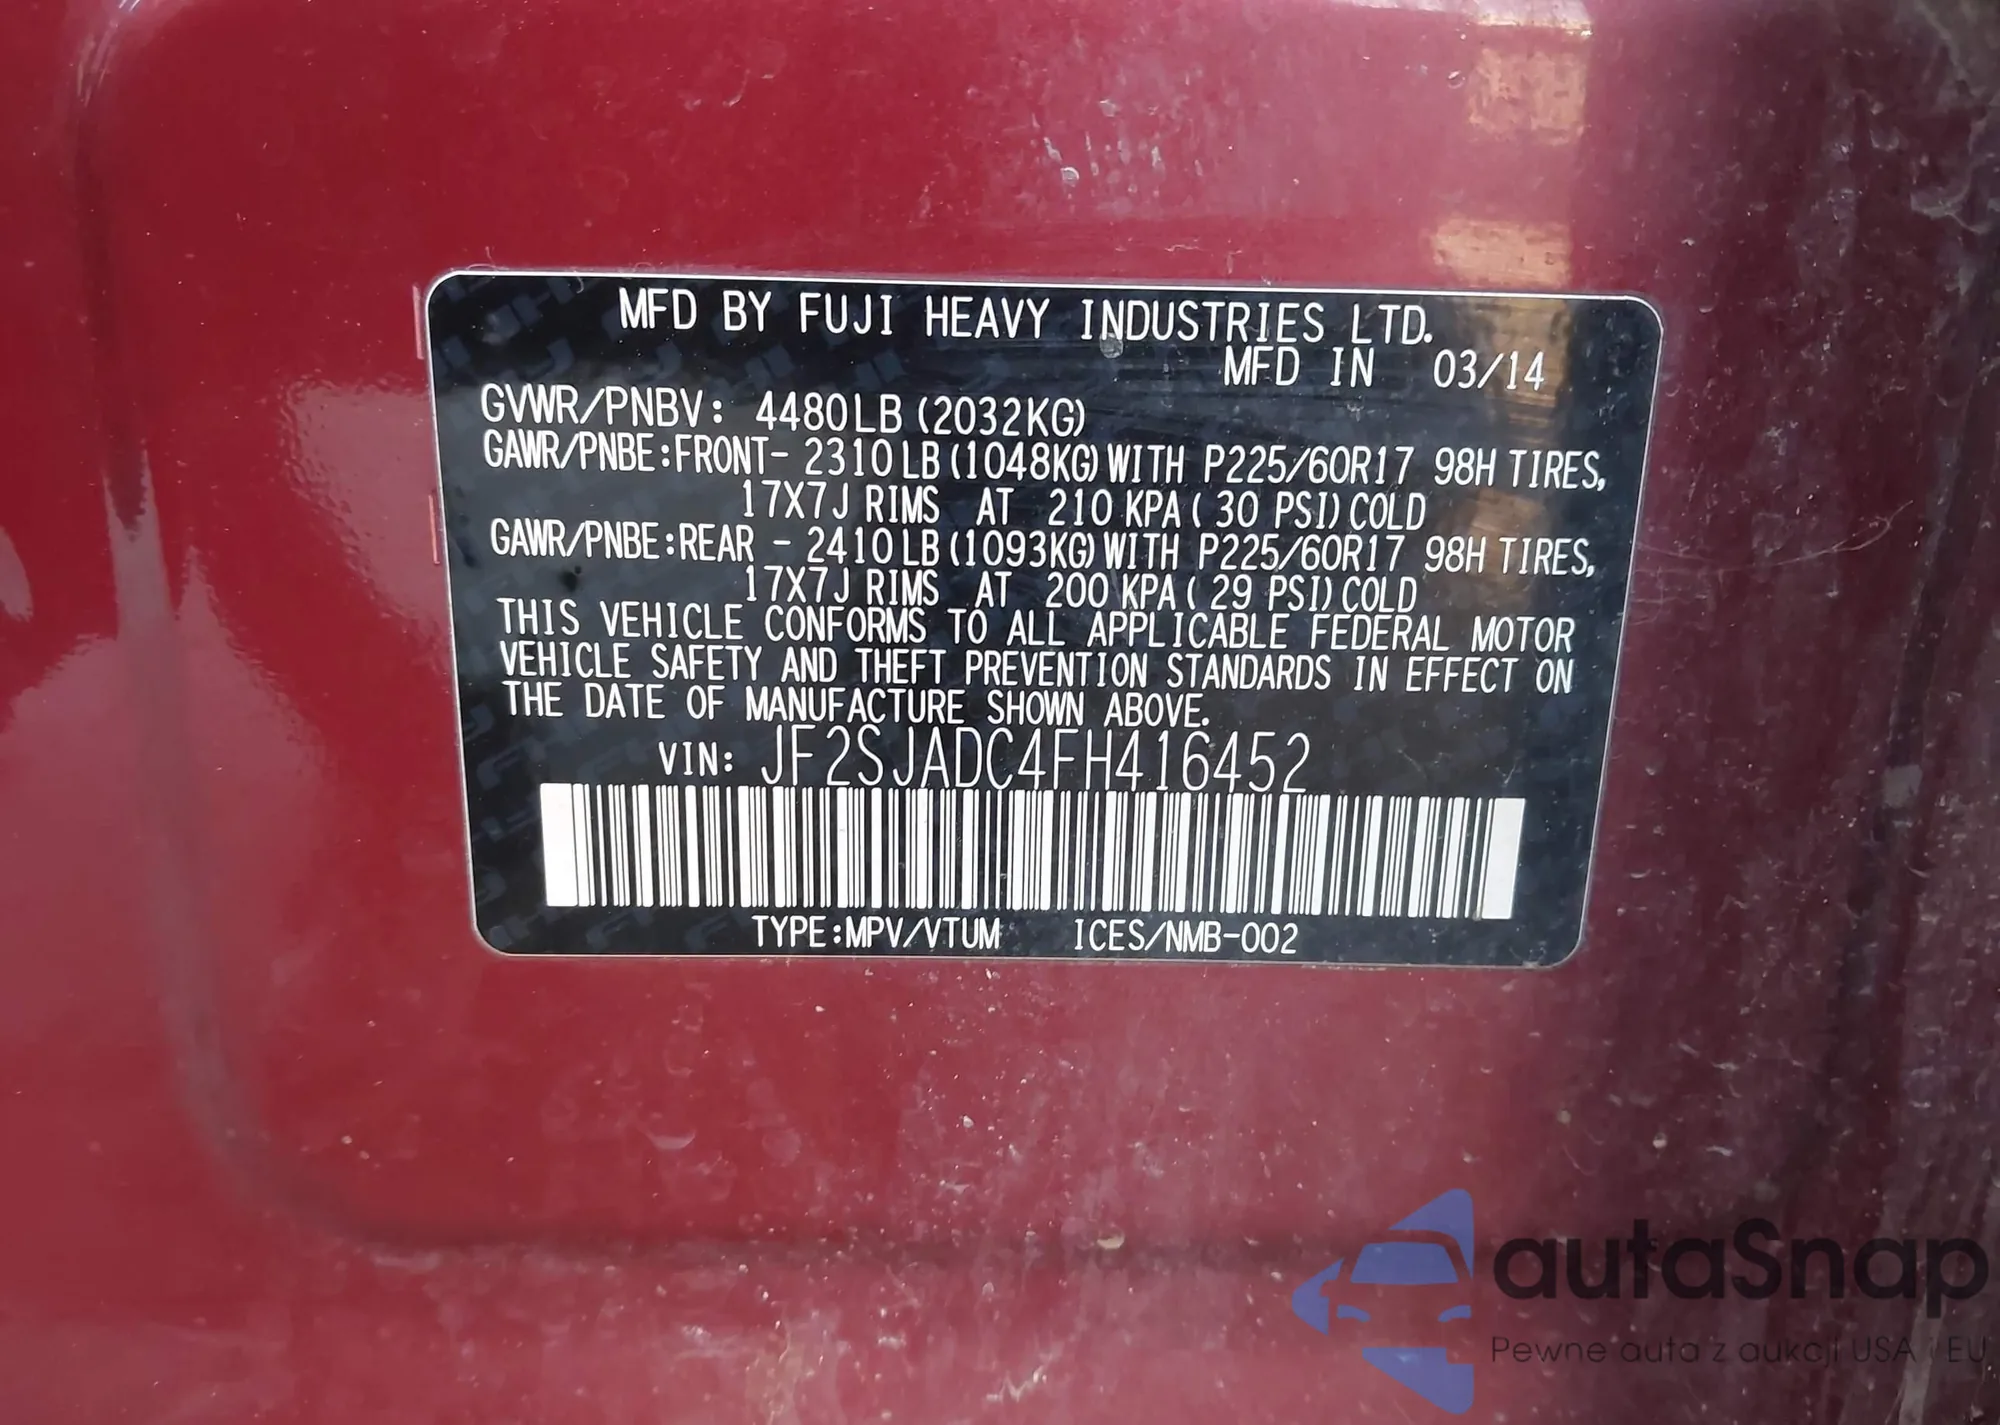 MFD BY FUJI HEAVY INDUSTRIES LTD.
MFD IN 03/14
GVWR/PNBV: 4480LB (2032KG)
GAWR/PNBE:FRONT- 2310LB (1048KG) WITH P225/60R17 98H TIRES,
17X7J RIMS AT 210 KPA ( 30 PSI) COLD
GAWR/PNBE:REAR - 2410LB (1093KG) WITH P225/60R17 98H TIRES,
17X7J RIMS AT 200 KPA ( 29 PSI) COLD
THIS VEHICLE CONFORMS TO ALL APPLICABLE FEDERAL MOTOR
VEHICLE SAFETY AND THEFT PREVENTION STANDARDS IN EFFECT ON
THE DATE OF MANUFACTURE SHOWN ABOVE.
VIN: JF2SJADC4FH416452
TYPE:MPV/VTUM ICES/NMB-002
autaSnap
Pewne auta z aukcji USA i EU